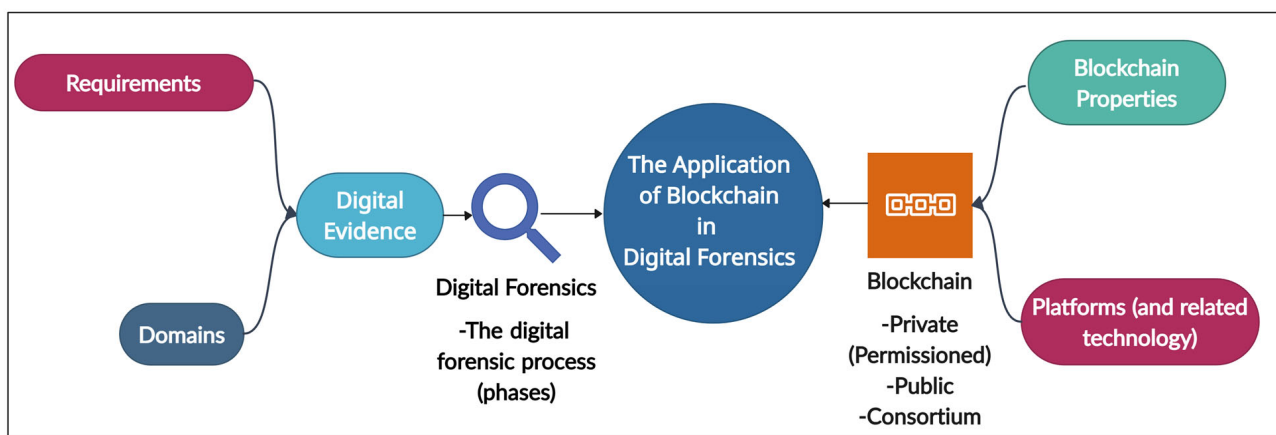 Requirements
Domains
Digital
Evidence
Digital Forensics
-The digital
forensic process
(phases)
The Application
of Blockchain
in
Digital Forensics
Blockchain
-Private
(Permissioned)
-Public
-Consortium
Blockchain
Properties
Platforms (and related
technology)